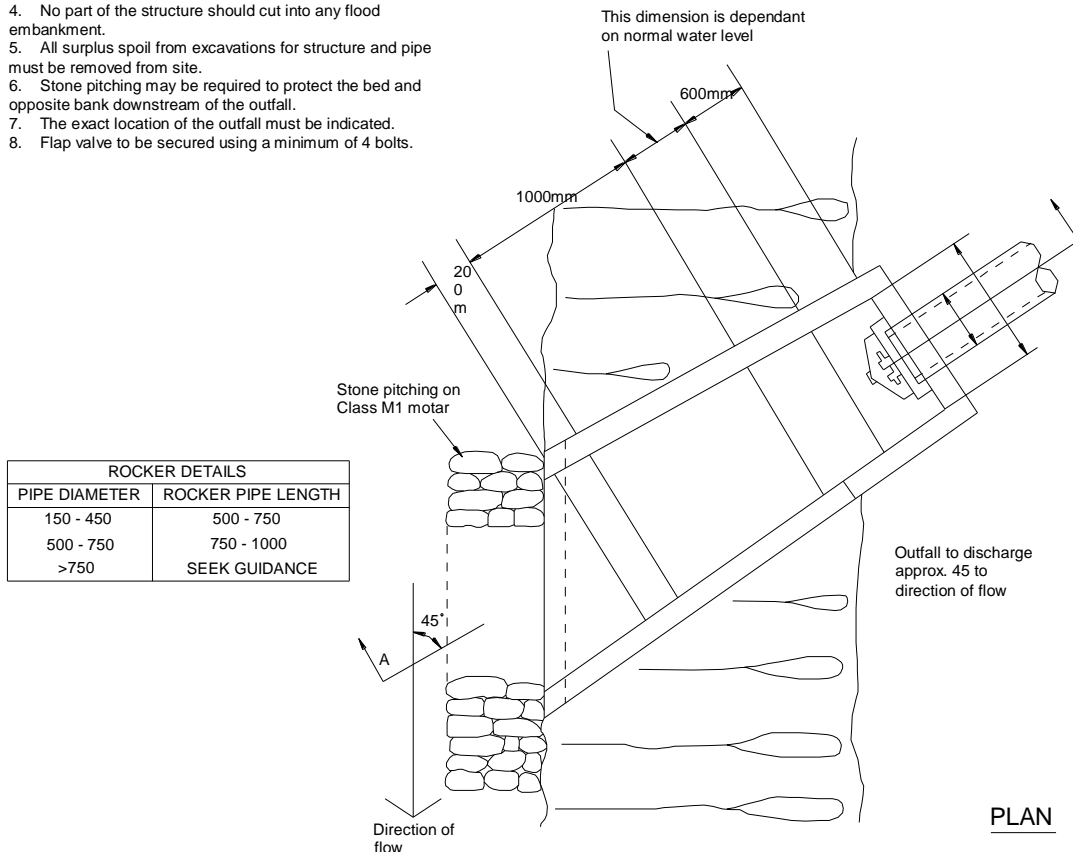 4. No part of the structure should cut into any flood
embankment.
5. All surplus spoil from excavations for structure and pipe
must be removed from site.
6. Stone pitching may be required to protect the bed and
opposite bank downstream of the outfall.
7. The exact location of the outfall must be indicated.
8. Flap valve to be secured using a minimum of 4 bolts.
This dimension is dependant
on normal water level
600mm
1000mm
20
0
m
Stone pitching on
Class M1 motar
ROCKER DETAILS
PIPE DIAMETER ROCKER PIPE LENGTH
150 - 450 500 - 750
500 - 750 750 - 1000
>750 SEEK GUIDANCE
Outfall to discharge
approx. 45 to
direction of flow
45°
A
Direction of
flow
PLAN